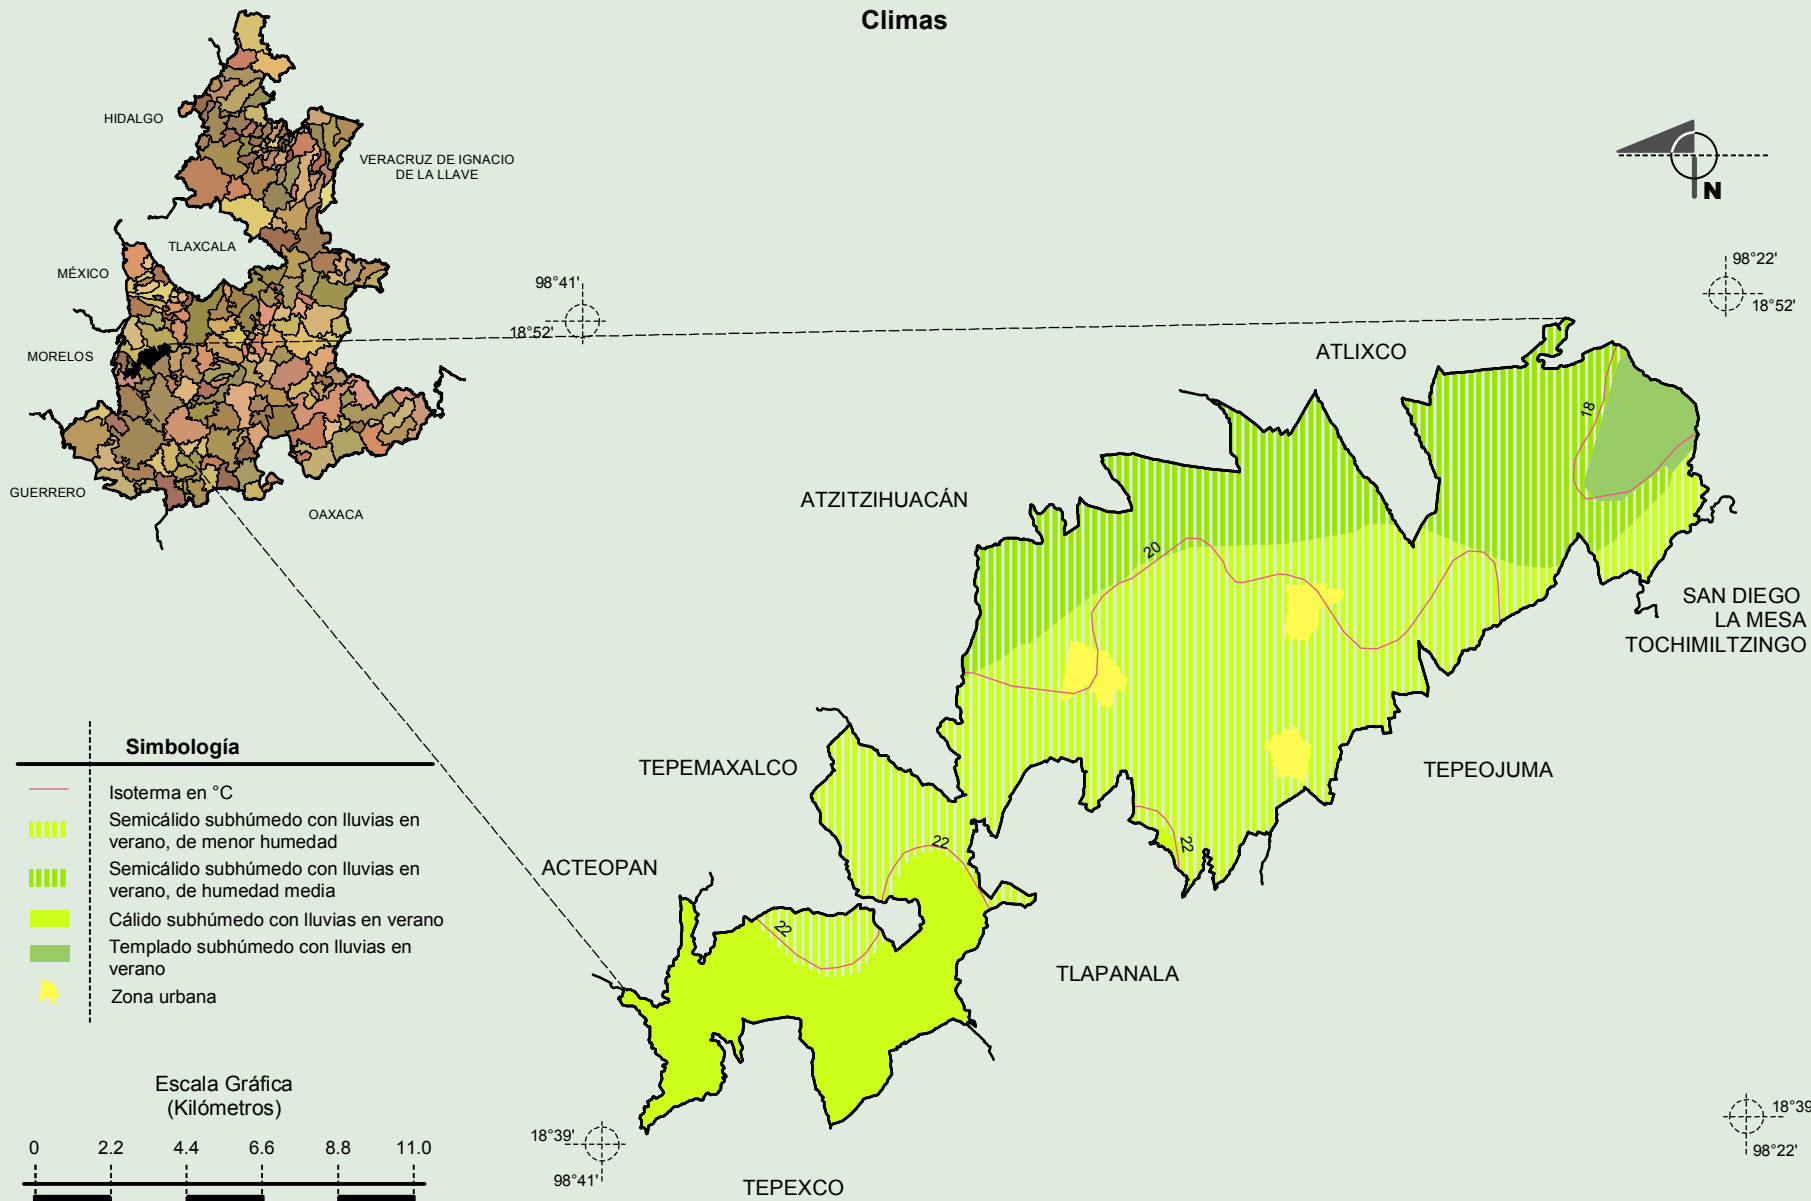 Climas
HIDALGO
VERACRUZ DE IGNACIO
DE LA LLAVE
TLAXCALA
MÉXICO
MORELOS
GUERRERO
OAXACA
N
98°41'
18°52'
98°22'
18°52'
ATLIXCO
18
ATZITZIHUACÁN
20
SAN DIEGO
LA MESA
TOCHIMILTZINGO
TEPEMAXALCO
TEPEOJUMA
22
22
ACTEOPAN
22
TLAPANALA
Simbología
Isoterma en °C
Semicálido subhúmedo con lluvias en
verano, de menor humedad
Semicálido subhúmedo con lluvias en
verano, de humedad media
Cálido subhúmedo con lluvias en verano
Templado subhúmedo con lluvias en
verano
Zona urbana
Escala Gráfica
(Kilómetros)
0 2.2 4.4 6.6 8.8 11.0
18°39'
98°41'
18°39
98°22'
TEPEXCO